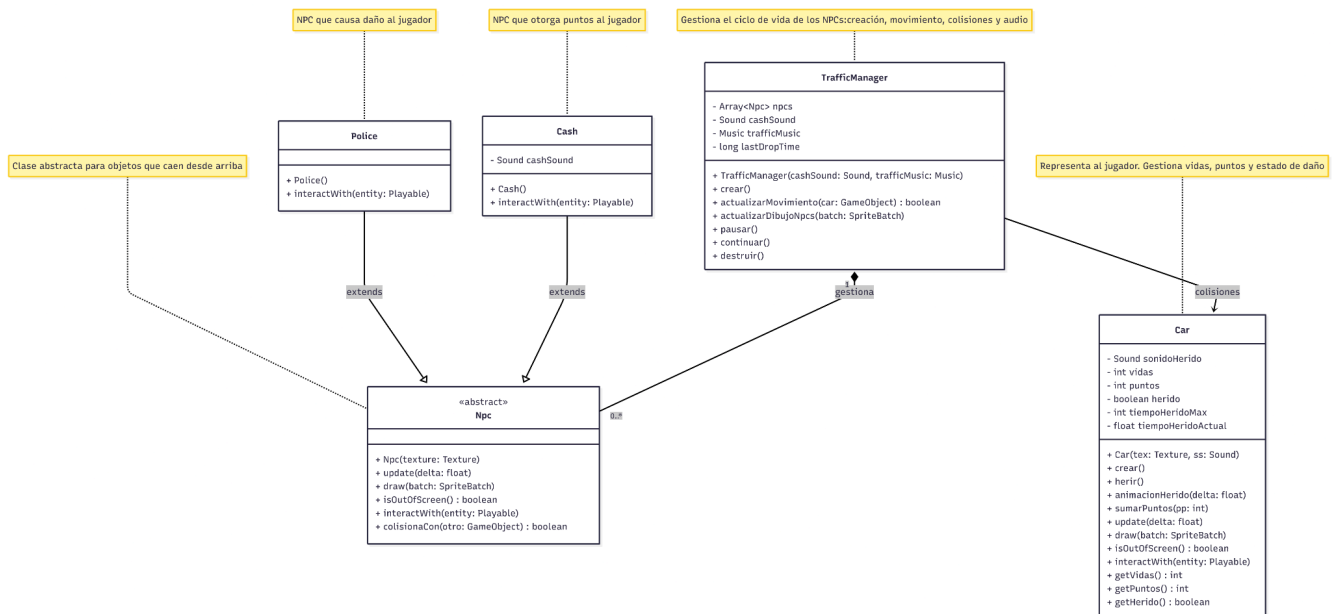 NPC que causa daño al jugador
NPC que otorga puntos al jugador
Gestiona el ciclo de vida de los NPCs:creación, movimiento, colisiones y audio
TrafficManager
- Array<Npc> npcs
- Sound cashSound
- Music trafficMusic
- long lastDropTime
+ TrafficManager(cashSound: Sound, trafficMusic: Music)
+ crear()
+ actualizarMovimiento(car: GameObject) : boolean
+ actualizarDibujoNpcs(batch: SpriteBatch)
+ pausar()
+ continuar()
+ destruir()
Police
+ Police()
+ interactWith(entity: Playable)
Cash
- Sound cashSound
+ Cash()
+ interactWith(entity: Playable)
Clase abstracta para objetos que caen desde arriba
Representa al jugador. Gestiona vidas, puntos y estado de daño
extends
extends
1
gestiona
colisiones
Car
- Sound sonidoHerido
- int vidas
- int puntos
- boolean herido
- int tiempoHeridoMax
- float tiempoHeridoActual
+ Car(tex: Texture, ss: Sound)
+ crear()
+ herir()
+ animacionHerido(delta: float)
+ sumarPuntos(pp: int)
+ update(delta: float)
+ draw(batch: SpriteBatch)
+ isOutOfScreen() : boolean
+ interactWith(entity: Playable)
+ getVidas() : int
+ getPuntos() : int
+ getHerido() : boolean
«abstract»
Npc
0..*
+ Npc(texture: Texture)
+ update(delta: float)
+ draw(batch: SpriteBatch)
+ isOutOfScreen() : boolean
+ interactWith(entity: Playable)
+ colisionaCon(otro: GameObject) : boolean